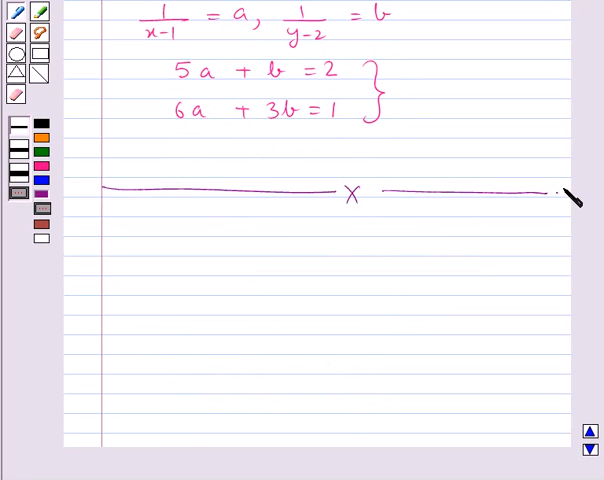 1/(x-1) = a, 1/(y-2) = b
5a + b = 2
6a + 3b = 1
X